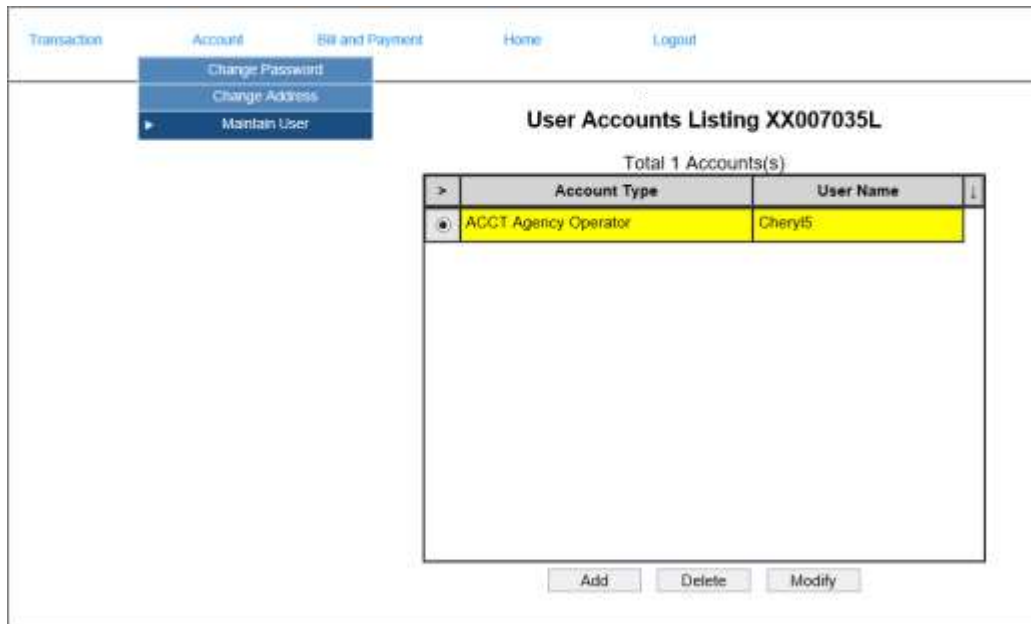 Transaction Account Bill and Payment Home Logout
Change Password
Change Address
Maintain User
User Accounts Listing XX007035L
Total 1 Accounts(s)
> Account Type User Name ↓
ACCT Agency Operator Cheryl5
Add Delete Modify